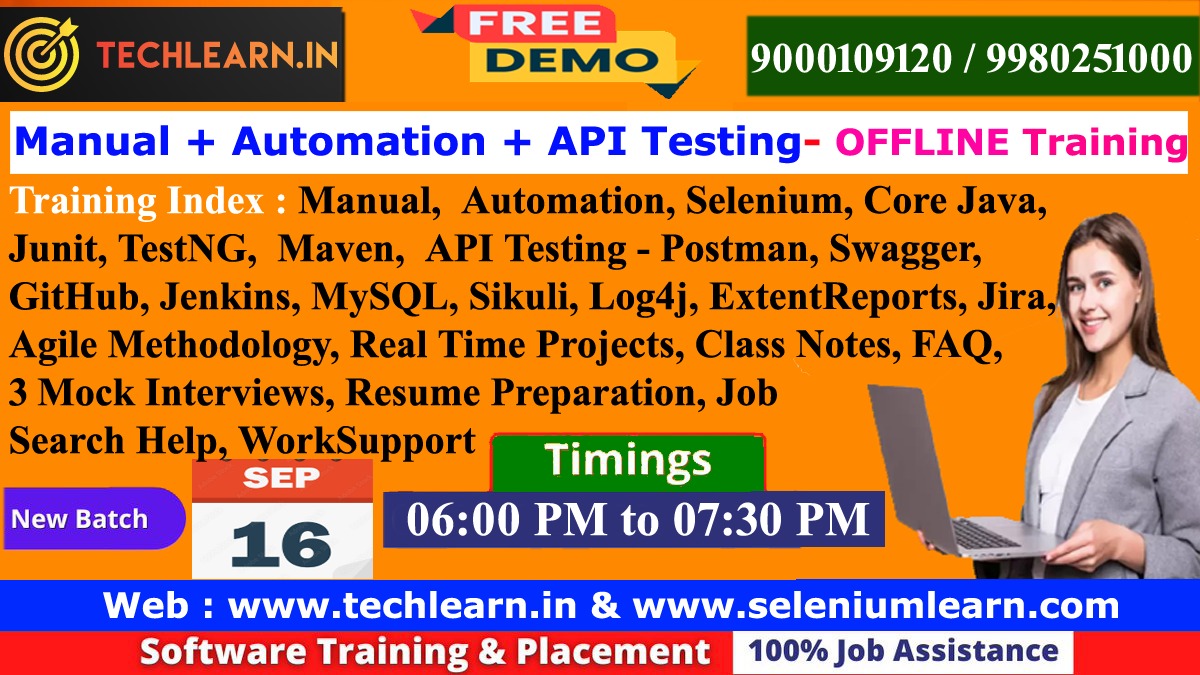 TECHLEARN.IN
FREE
DEMO
9000109120 / 9980251000
Manual + Automation + API Testing- OFFLINE Training
Training Index : Manual, Automation, Selenium, Core Java,
Junit, TestNG, Maven, API Testing - Postman, Swagger,
GitHub, Jenkins, MySQL, Sikuli, Log4j, ExtentReports, Jira,
Agile Methodology, Real Time Projects, Class Notes, FAQ,
3 Mock Interviews, Resume Preparation, Job
Search Help, WorkSupport
Timings
New Batch
SEP
16
06:00 PM to 07:30 PM
Web : www.techlearn.in & www.seleniumlearn.com
Software Training & Placement
100% Job Assistance